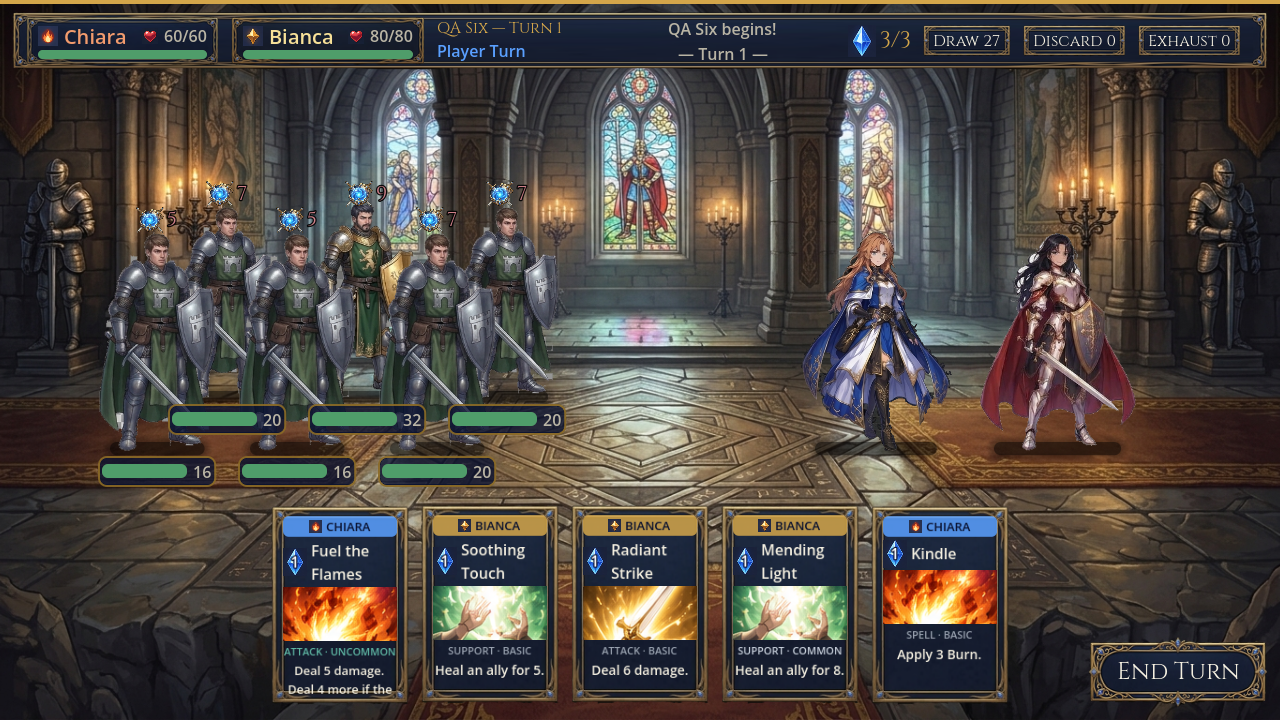 Chiara 60/60
Bianca 80/80
QA Six — Turn 1
Player Turn
QA Six begins!
— Turn 1 —
3/3
Draw 27
Discard 0
Exhaust 0
5
7
5
9
7
7
20
32
20
16
16
20
CHIARA
1
Fuel the
Flames
ATTACK · UNCOMMON
Deal 5 damage.
Deal 4 more if the
BIANCA
1
Soothing
Touch
SUPPORT · BASIC
Heal an ally for 5.
BIANCA
1
Radiant
Strike
ATTACK · BASIC
Deal 6 damage.
BIANCA
1
Mending
Light
SUPPORT · COMMON
Heal an ally for 8.
CHIARA
1
Kindle
SPELL · BASIC
Apply 3 Burn.
End Turn